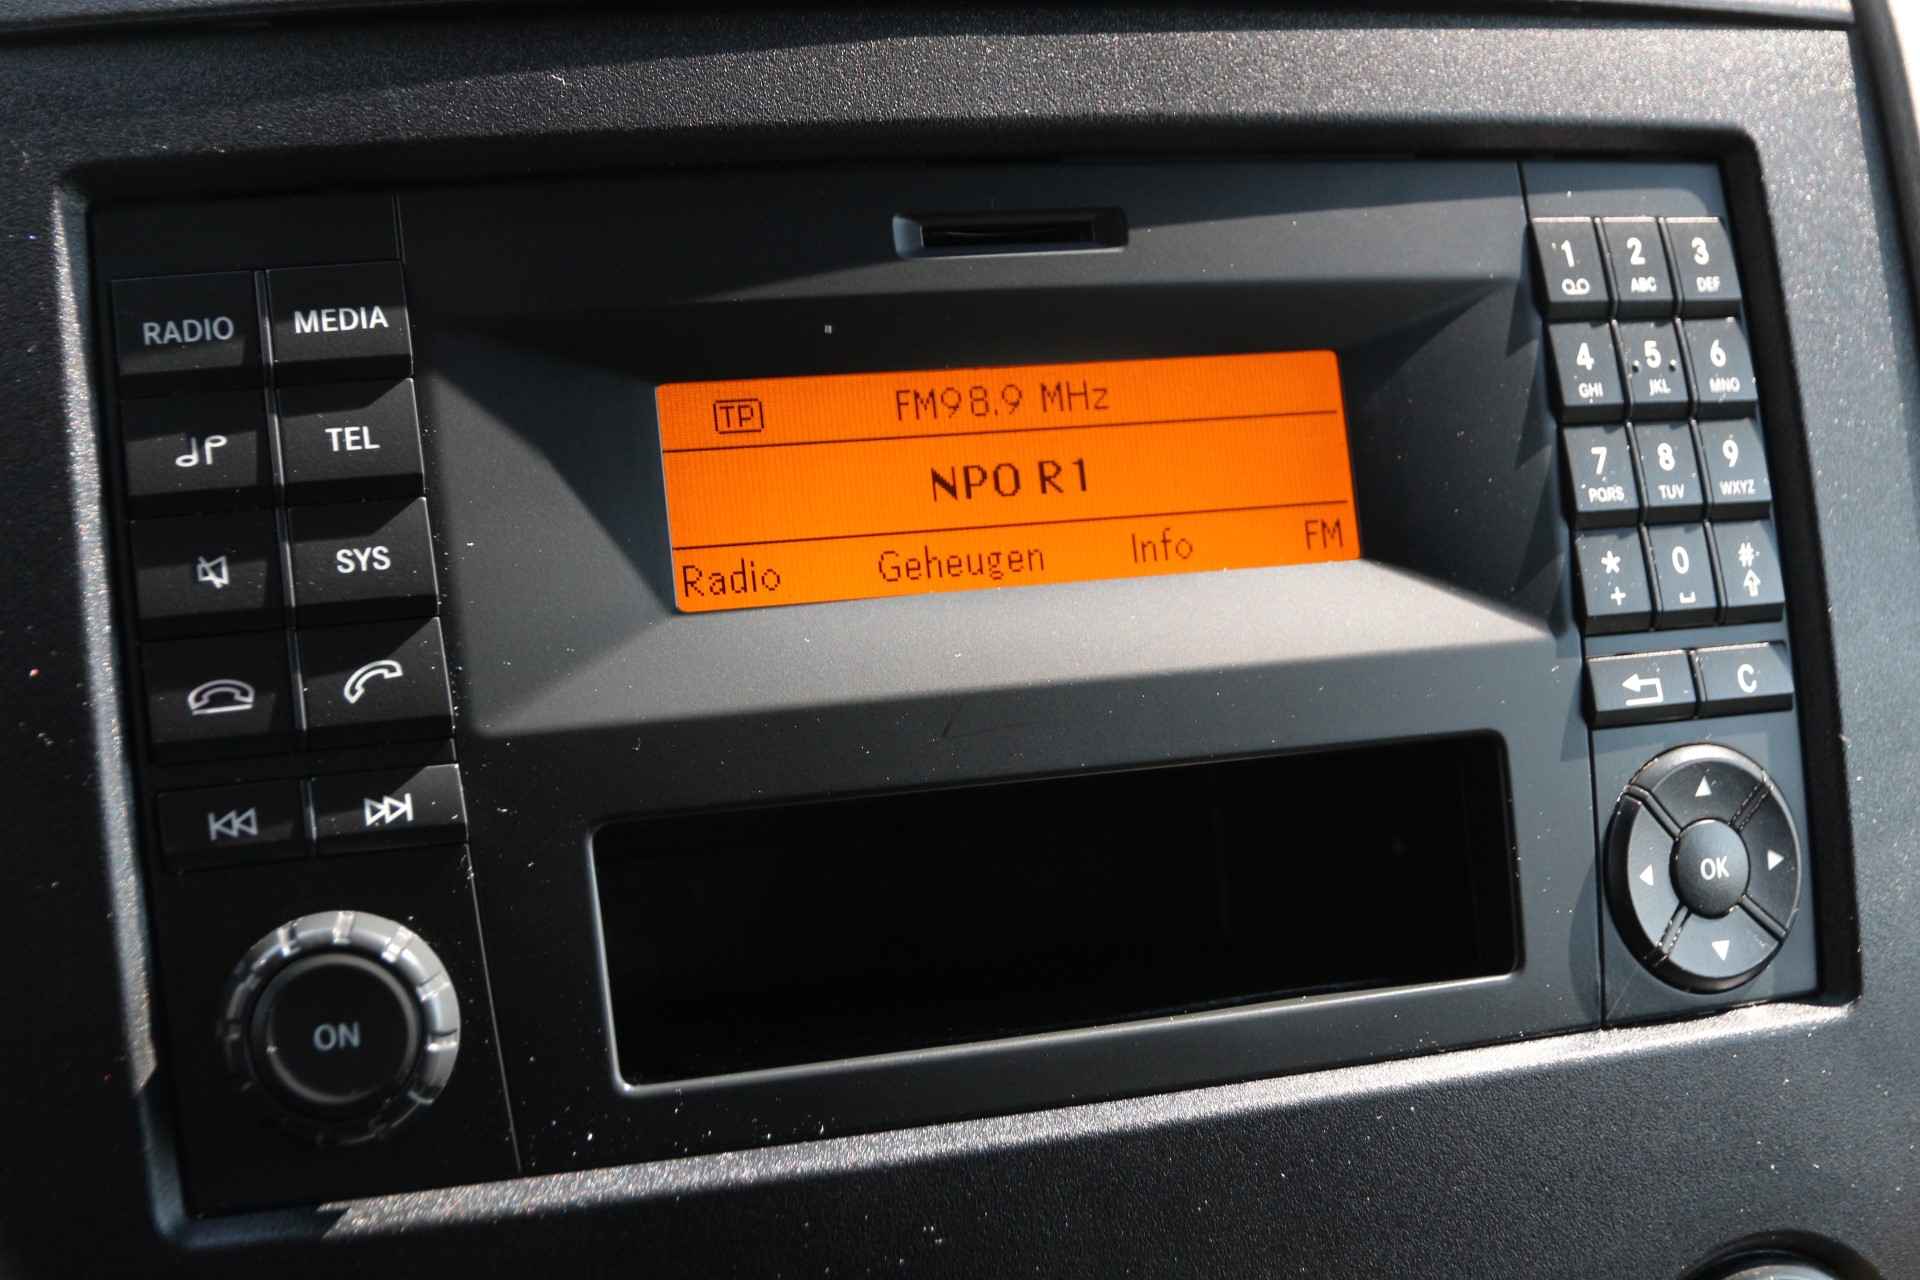 RADIO MEDIA
TEL
SYS
ON
TP FM98.9 MHz
NPO R1
Radio Geheugen Info FM
1 2 3
ABC DEF
4 5 6
GHI JKL MNO
7 8 9
PQRS TUV WXYZ
* 0 #
+
C
OK